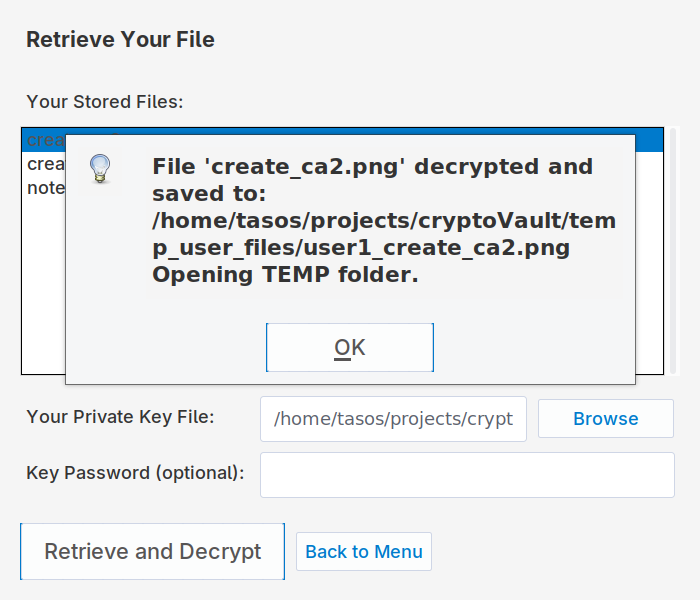 Retrieve Your File
Your Stored Files:
crea
File 'create_ca2.png' decrypted and
saved to:
/home/tasos/projects/cryptoVault/tem
p_user_files/user1_create_ca2.png
Opening TEMP folder.
crea
note
OK
Your Private Key File:
/home/tasos/projects/crypt
Browse
Key Password (optional):
Retrieve and Decrypt
Back to Menu